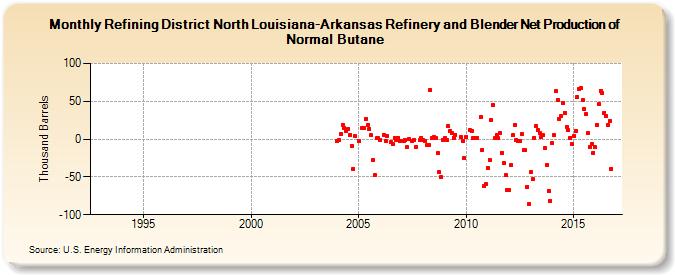 Monthly Refining District North Louisiana-Arkansas Refinery and Blender Net Production of
Normal Butane
Thousand Barrels
100
50
0
-50
-100
1995
2000
2005
2010
2015
Source: U.S. Energy Information Administration